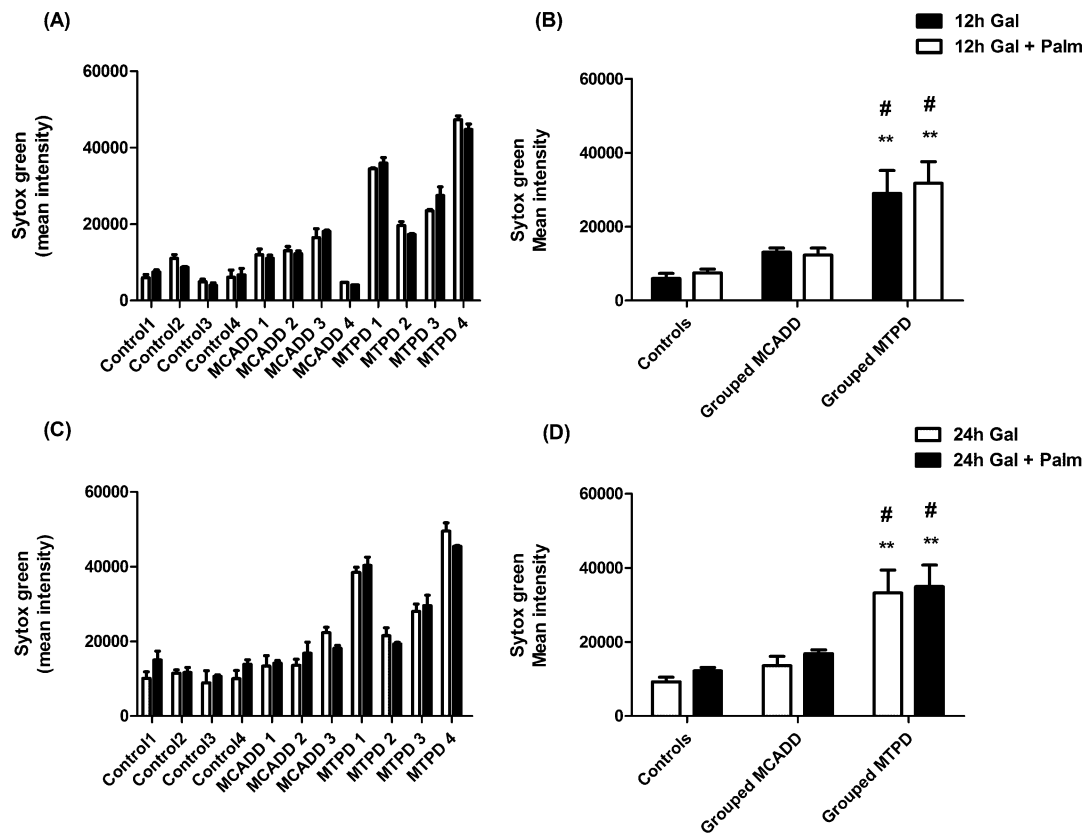 (A)
Sytox green
(mean intensity)
60000
40000
20000
0
Control1
Control2
Control3
Control4
MCADD 1
MCADD 2
MCADD 3
MCADD 4
MTPD 1
MTPD 2
MTPD 3
MTPD 4
(B)
12h Gal
12h Gal + Palm
Sytox green
Mean intensity
60000
40000
20000
0
#
**
#
**
Controls
Grouped MCADD
Grouped MTPD
(C)
Sytox green
(mean intensity)
60000
40000
20000
0
Control1
Control2
Control3
Control4
MCADD 1
MCADD 2
MCADD 3
MTPD 1
MTPD 2
MTPD 3
MTPD 4
(D)
24h Gal
24h Gal + Palm
Sytox green
Mean intensity
60000
40000
20000
0
#
**
#
**
Controls
Grouped MCADD
Grouped MTPD